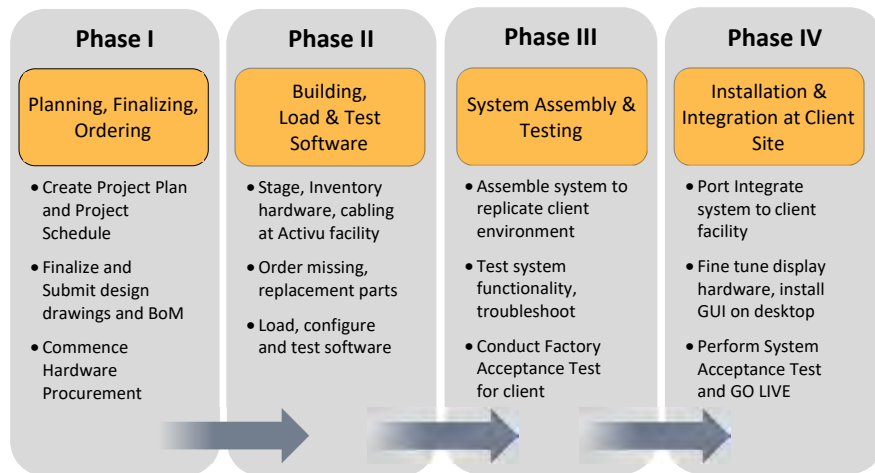 Phase I
Planning, Finalizing,
Ordering
• Create Project Plan
and Project
Schedule
• Finalize and
Submit design
drawings and BoM
• Commence
Hardware
Procurement
Phase II
Building,
Load & Test
Software
• Stage, Inventory
hardware, cabling
at Activu facility
• Order missing,
replacement parts
• Load, configure
and test software
Phase III
System Assembly &
Testing
• Assemble system to
replicate client
environment
• Test system
functionality,
troubleshoot
• Conduct Factory
Acceptance Test
for client
Phase IV
Installation &
Integration at Client
Site
• Port Integrate
system to client
facility
• Fine tune display
hardware, install
GUI on desktop
• Perform System
Acceptance Test
and GO LIVE